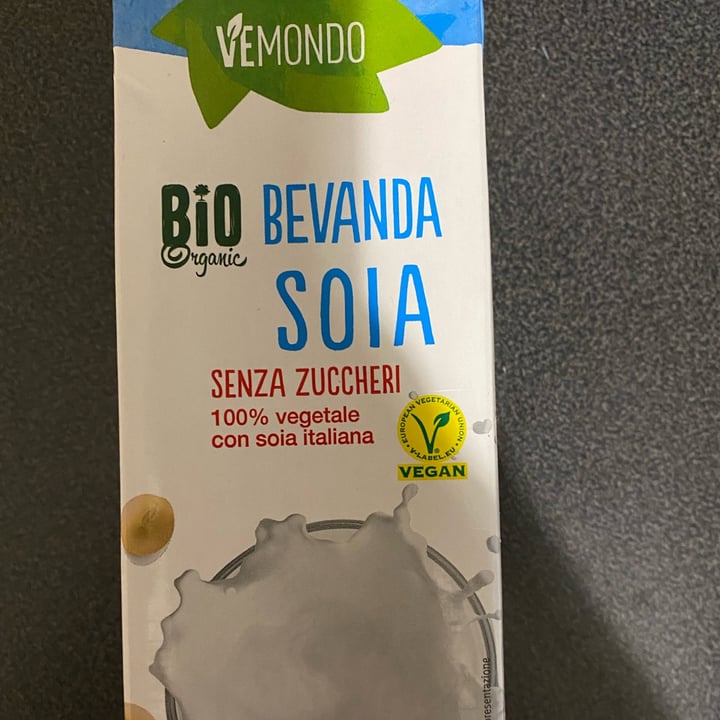 VEMONDO
BiO
Organic
BEVANDA
SOIA
SENZA ZUCCHERI
100% vegetale
con soia italiana
EUROPEAN VEGETARIAN UNION
V-LABEL.EU
VEGAN